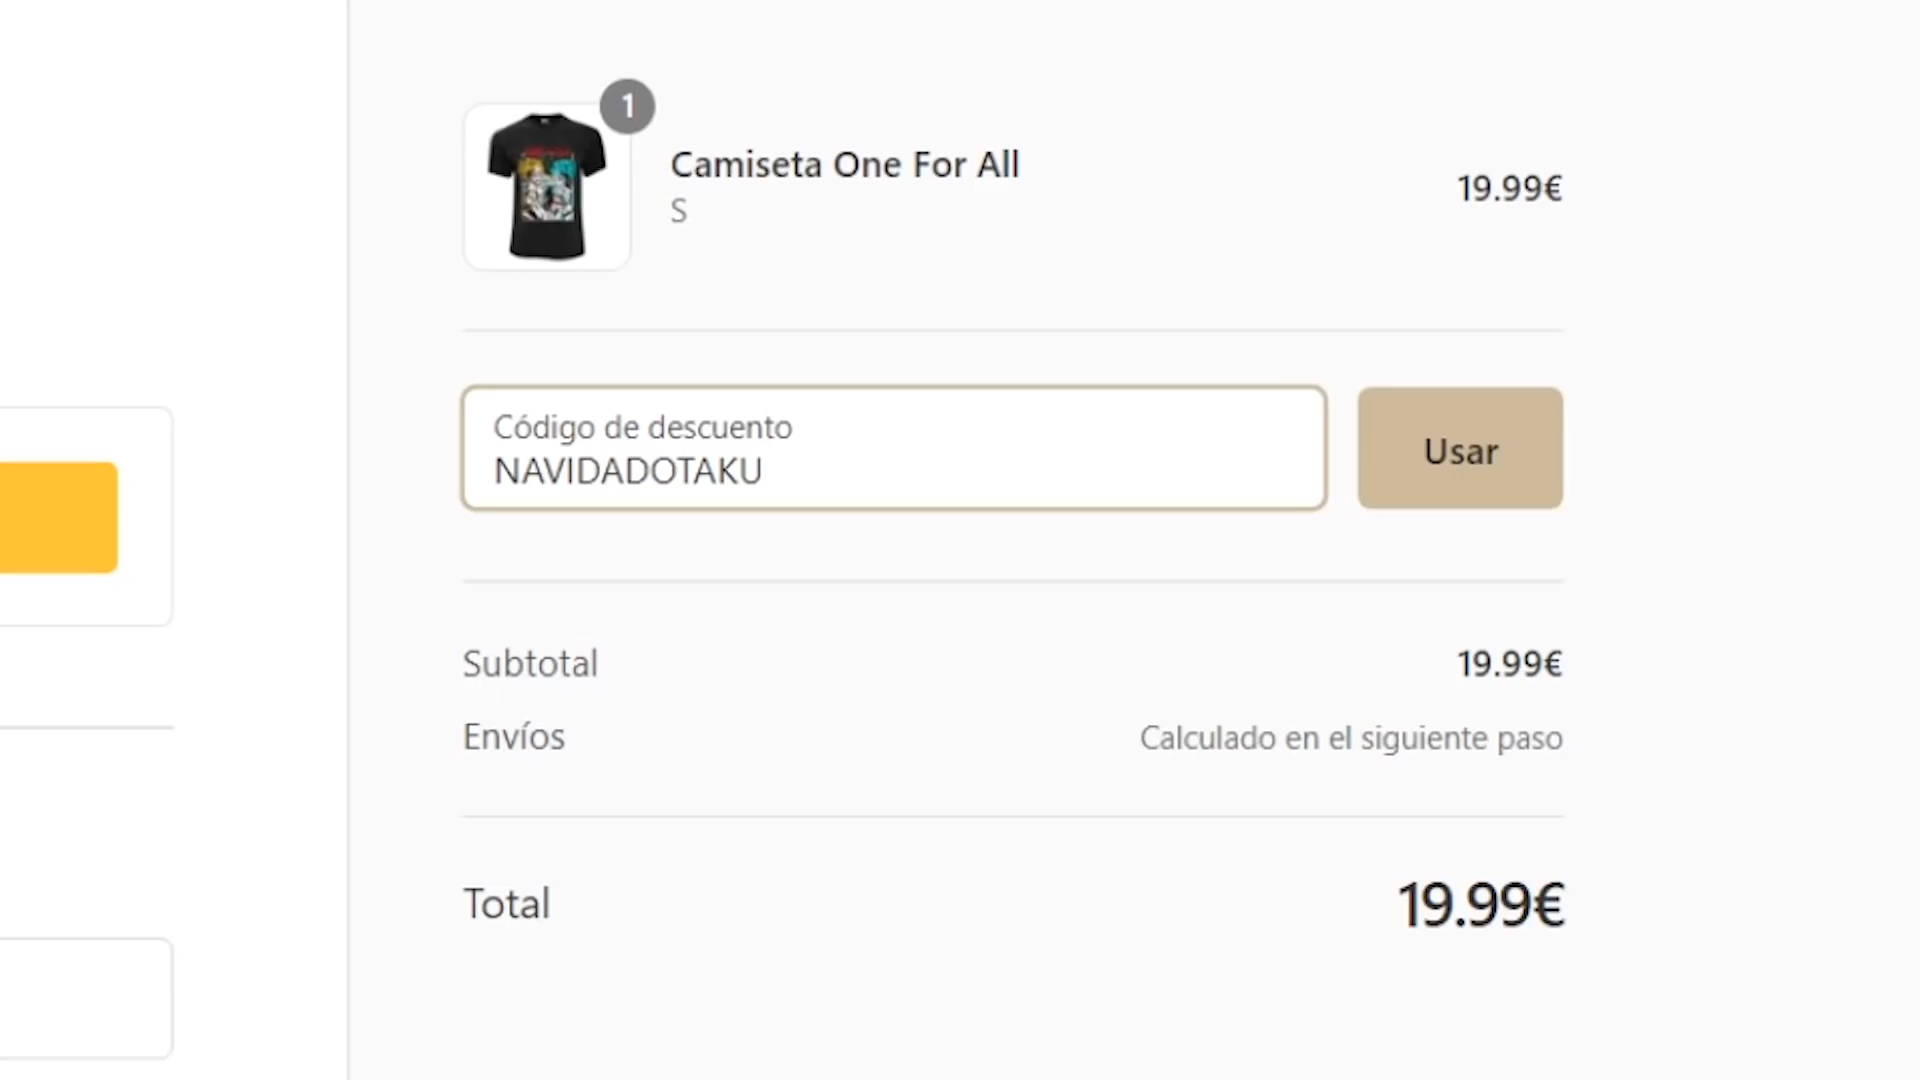 1
Camiseta One For All
S
19.99€
Código de descuento
NAVIDADOTAKU
Usar
Subtotal
19.99€
Envíos
Calculado en el siguiente paso
Total
19.99€